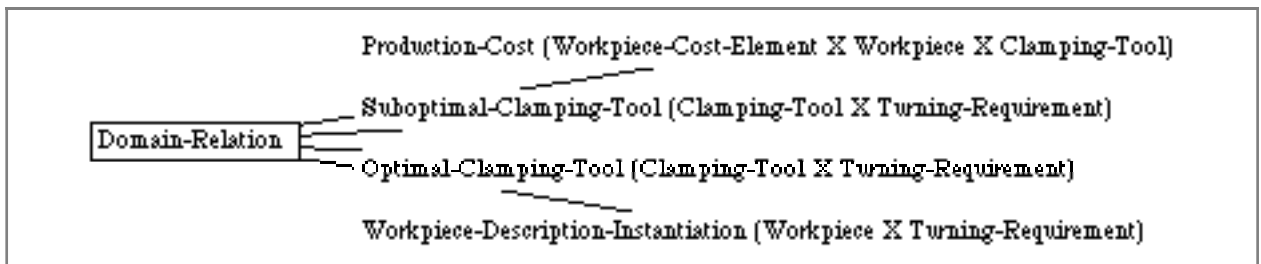 Production-Cost (Workpiece-Cost-Element X Workpiece X Clamping-Tool)
Suboptimal-Clamping-Tool (Clamping-Tool X Turning-Requirement)
Domain-Relation
Optimal-Clamping-Tool (Clamping-Tool X Turning-Requirement)
Workpiece-Description-Instantiation (Workpiece X Turning-Requirement)